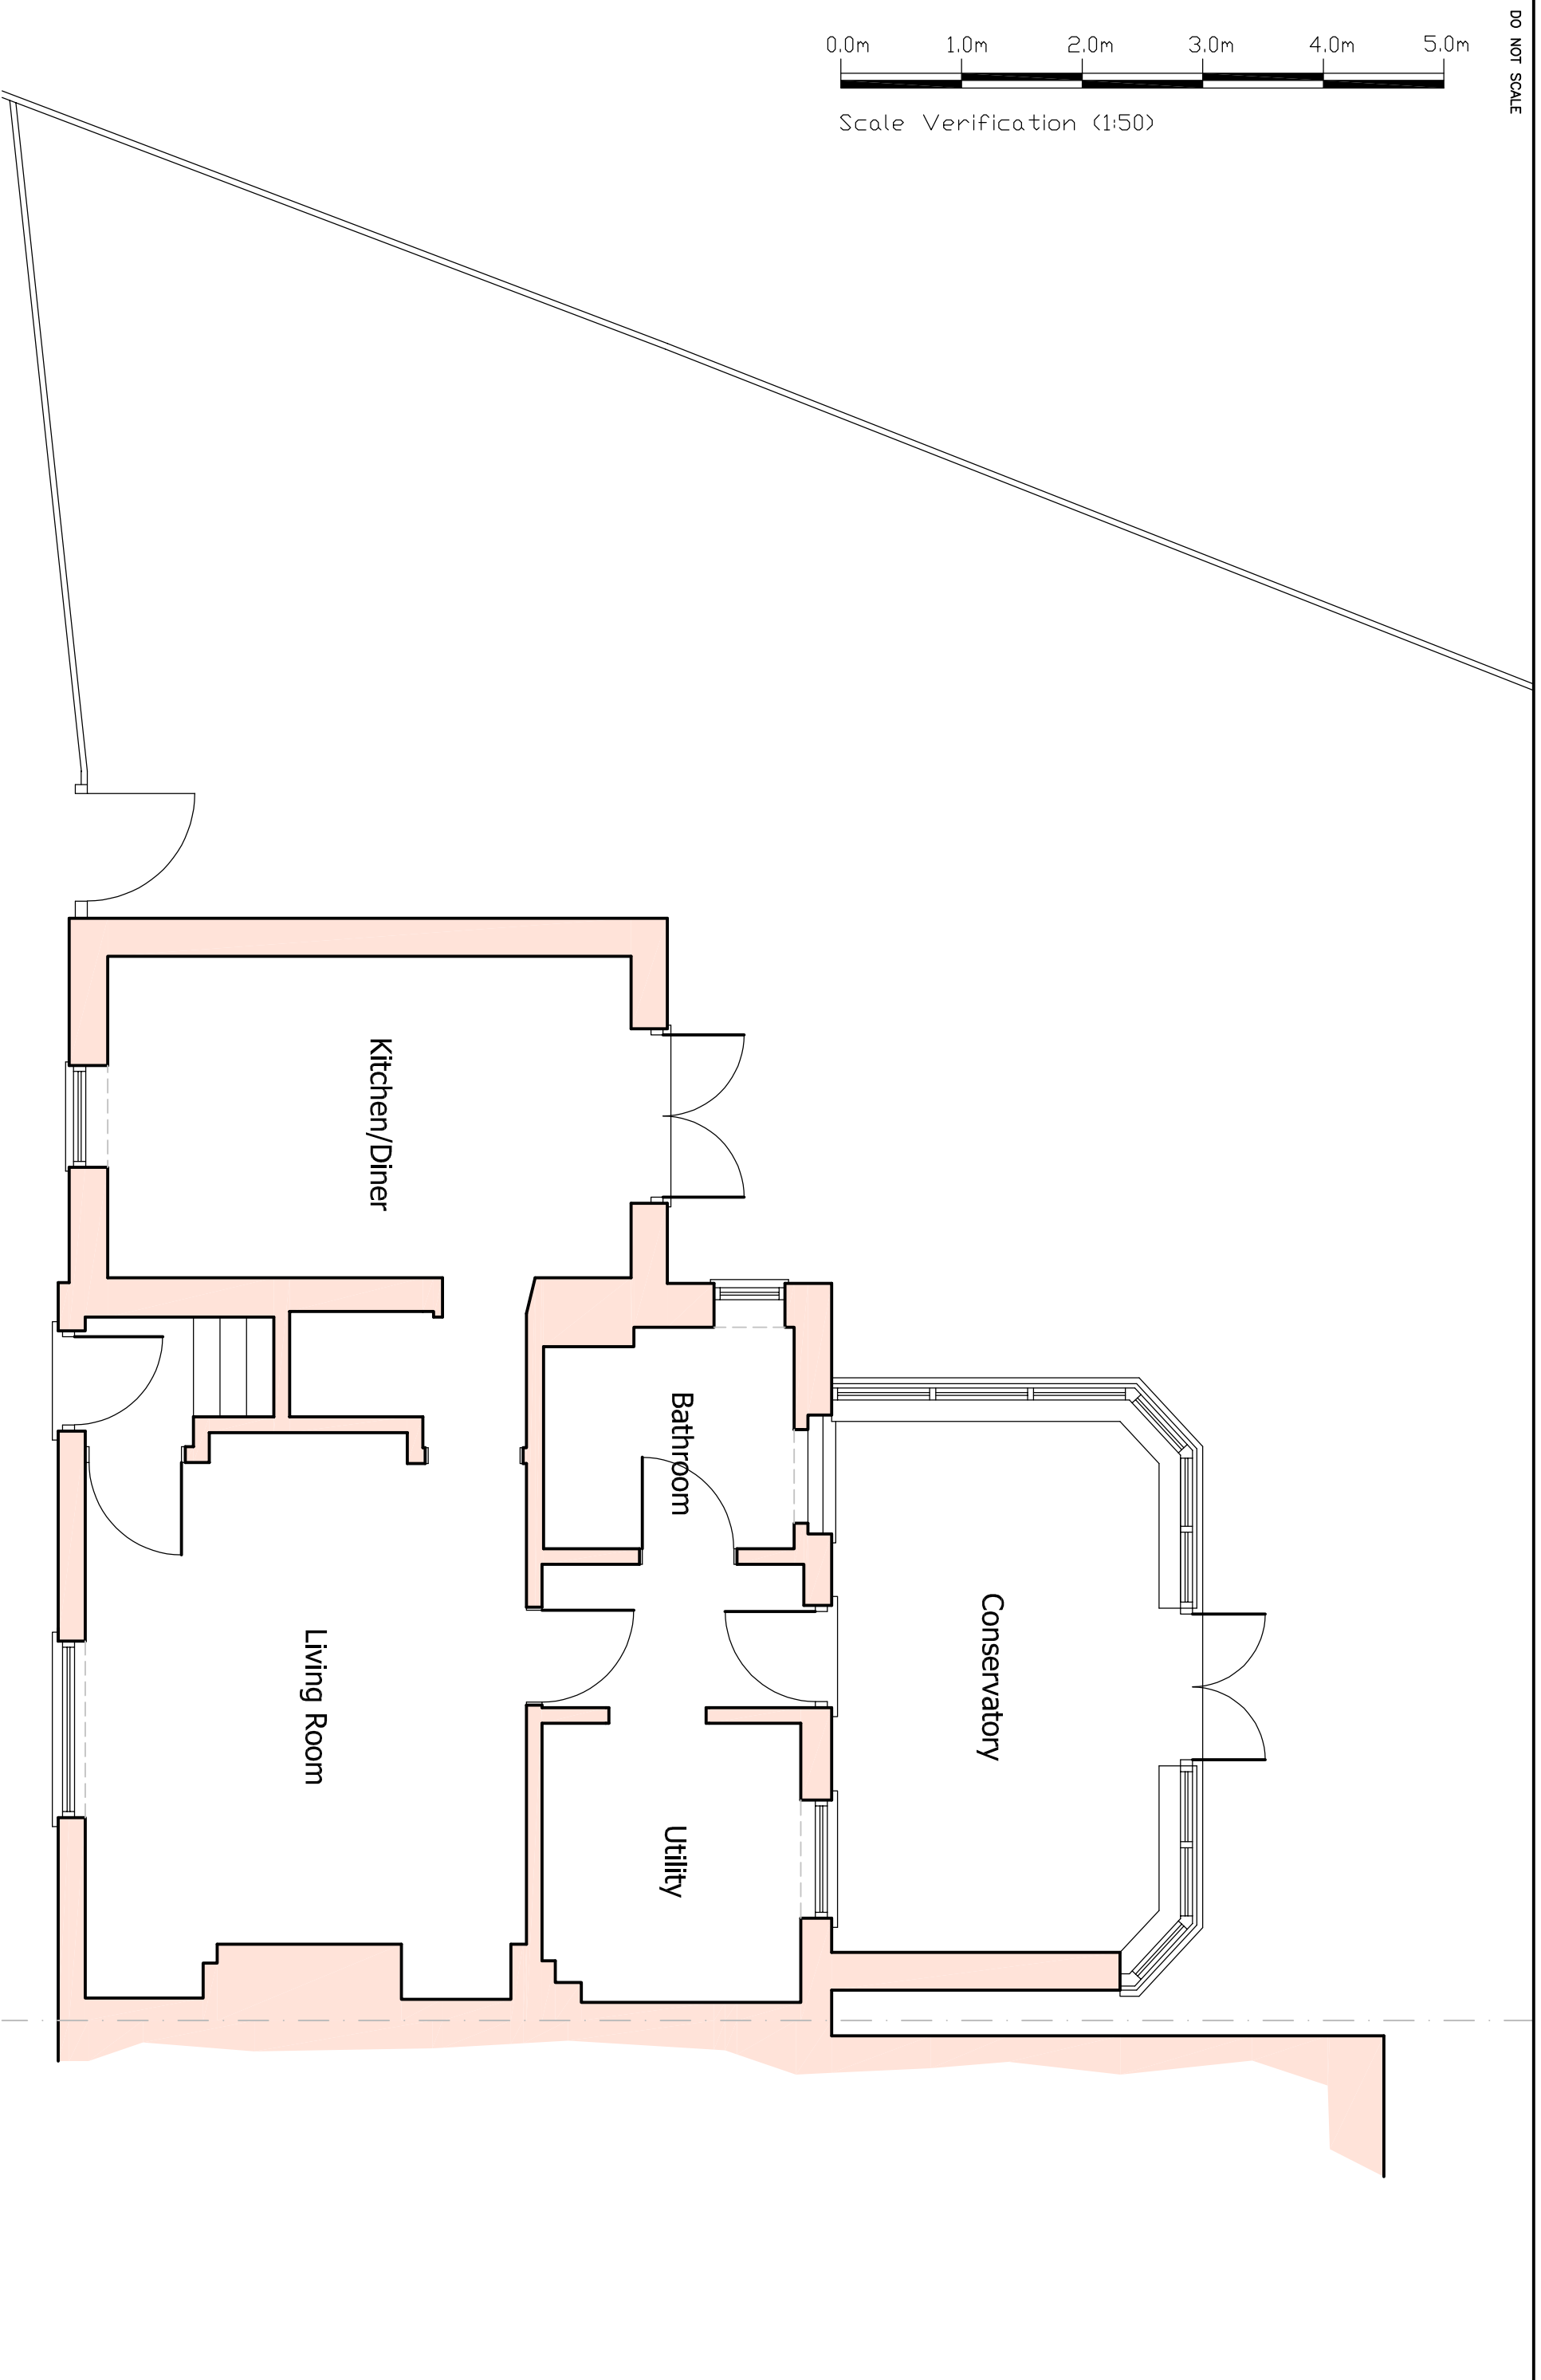 DO NOT SCALE
0.0m 1.0m 2.0m 3.0m 4.0m 5.0m
Scale Verification (1:50)
Kitchen/Diner
Bathroom
Conservatory
Living Room
Utility